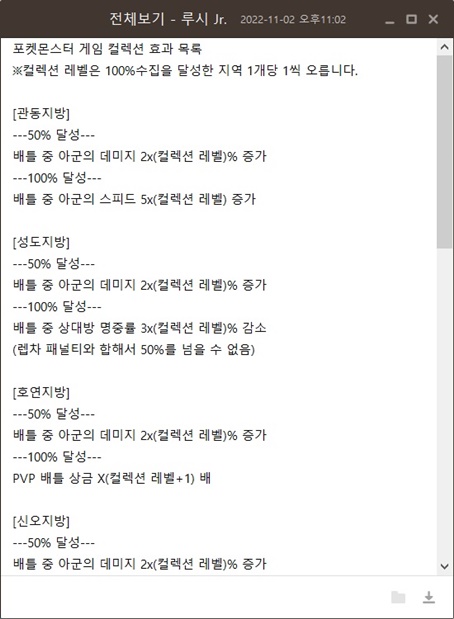 전체보기 - 루시 Jr. 2022-11-02 오후11:02
포켓몬스터 게임 컬렉션 효과 목록
※컬렉션 레벨은 100%수집을 달성한 지역 1개당 1씩 오릅니다.
[관동지방]
---50% 달성---
배틀 중 아군의 데미지 2x(컬렉션 레벨)% 증가
---100% 달성---
배틀 중 아군의 스피드 5x(컬렉션 레벨) 증가
[성도지방]
---50% 달성---
배틀 중 아군의 데미지 2x(컬렉션 레벨)% 증가
---100% 달성---
배틀 중 상대방 명중률 3x(컬렉션 레벨)% 감소
(렙차 패널티와 합해서 50%를 넘을 수 없음)
[호연지방]
---50% 달성---
배틀 중 아군의 데미지 2x(컬렉션 레벨)% 증가
---100% 달성---
PVP 배틀 상금 X(컬렉션 레벨+1) 배
[신오지방]
---50% 달성---
배틀 중 아군의 데미지 2x(컬렉션 레벨)% 증가